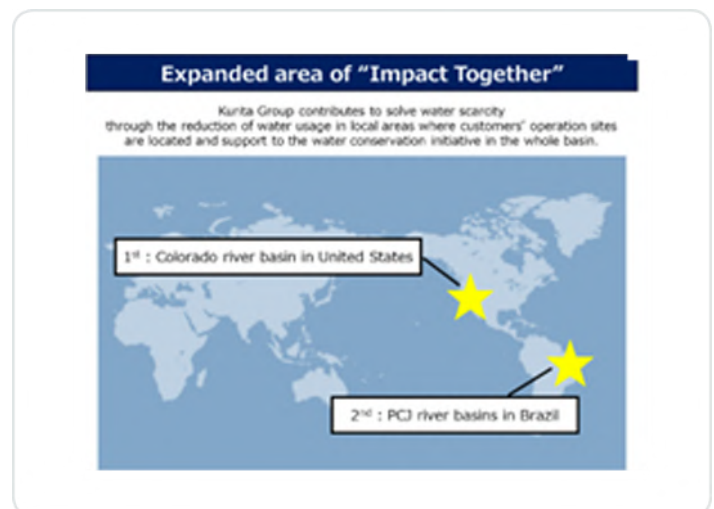 Expanded area of “Impact Together”
Kurita Group contributes to solve water scarcity
through the reduction of water usage in local areas where customers’ operation sites
are located and support to the water conservation initiative in the whole basin.
1st : Colorado river basin in United States
2nd : PCJ river basins in Brazil